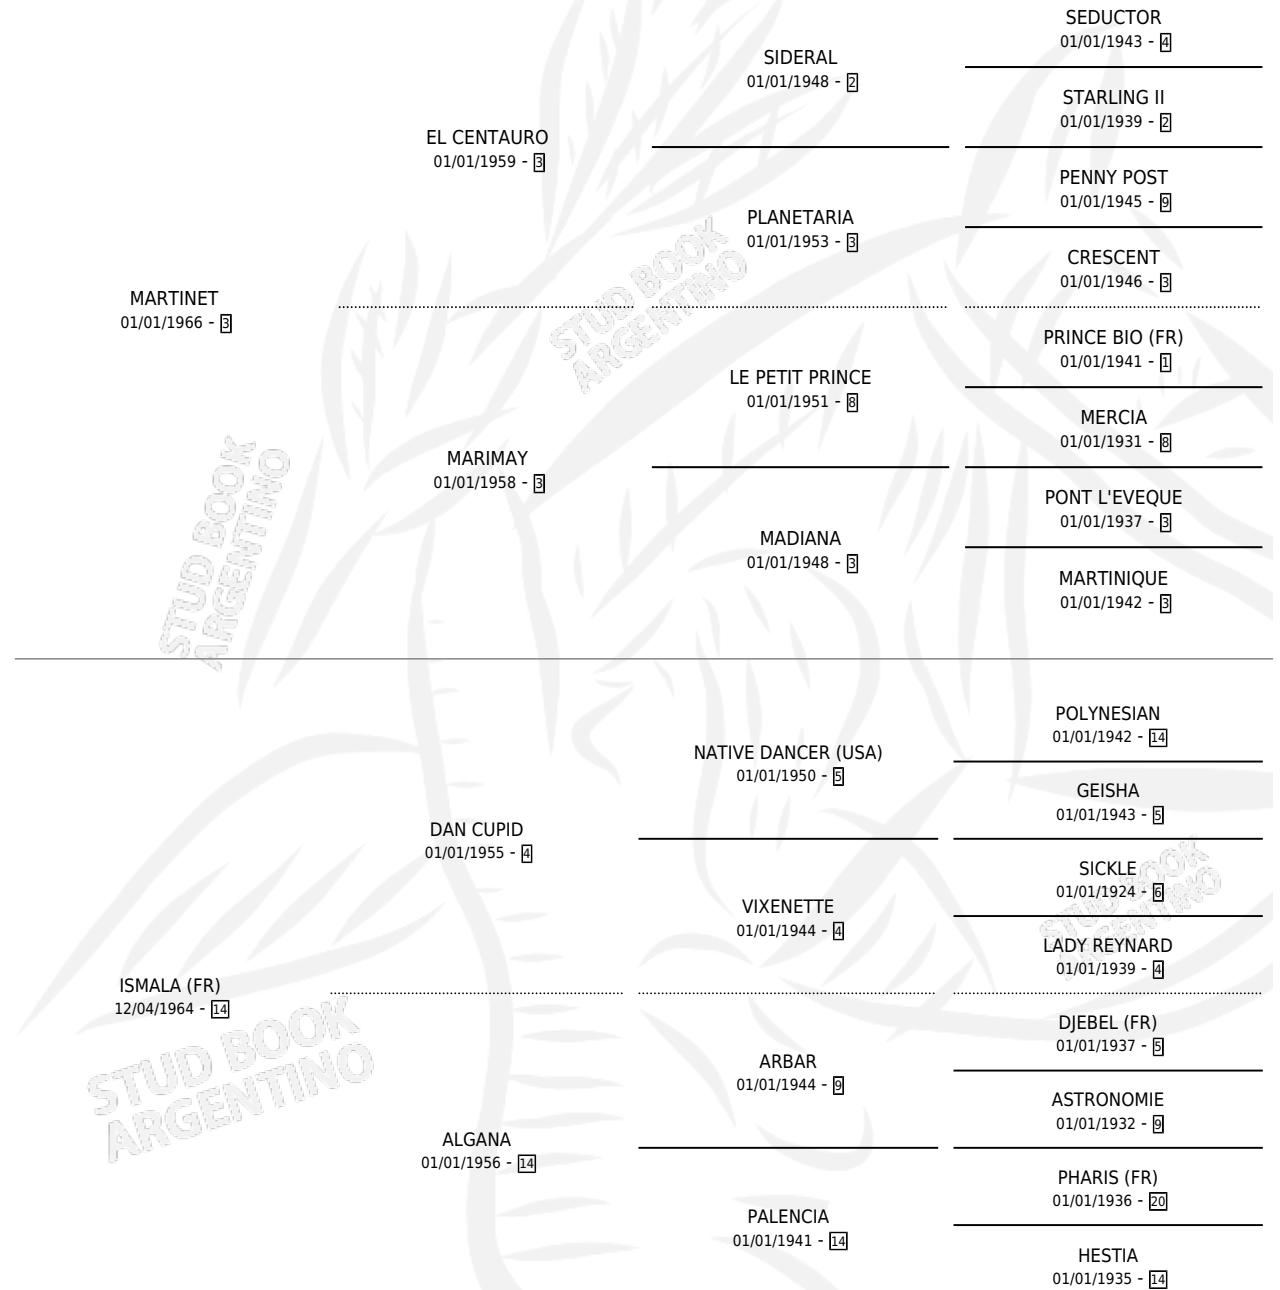 SEDUCTOR
01/01/1943 - 4
SIDERAL
01/01/1948 - 2
STARLING II
01/01/1939 - 2
EL CENTAURO
01/01/1959 - 3
PENNY POST
01/01/1945 - 9
PLANETARIA
01/01/1953 - 3
CRESCENT
01/01/1946 - 3
MARTINET
01/01/1966 - 3
PRINCE BIO (FR)
01/01/1941 - 1
LE PETIT PRINCE
01/01/1951 - 8
MERCIA
01/01/1931 - 8
MARIMAY
01/01/1958 - 3
PONT L'EVEQUE
01/01/1937 - 3
MADIANA
01/01/1948 - 3
MARTINIQUE
01/01/1942 - 3
POLYNESIAN
01/01/1942 - 14
NATIVE DANCER (USA)
01/01/1950 - 5
GEISHA
01/01/1943 - 5
DAN CUPID
01/01/1955 - 4
SICKLE
01/01/1924 - 6
VIXENETTE
01/01/1944 - 4
LADY REYNARD
01/01/1939 - 4
ISMALA (FR)
12/04/1964 - 14
DJEBEL (FR)
01/01/1937 - 5
ARBAR
01/01/1944 - 9
ASTRONOMIE
01/01/1932 - 9
ALGANA
01/01/1956 - 14
PHARIS (FR)
01/01/1936 - 20
PALENCIA
01/01/1941 - 14
HESTIA
01/01/1935 - 14
STUD BOOK
ARGENTINO
STUD BOOK
ARGENTINO
STUD BOOK
ARGENTINO
STUD BOOK
ARGENTINO